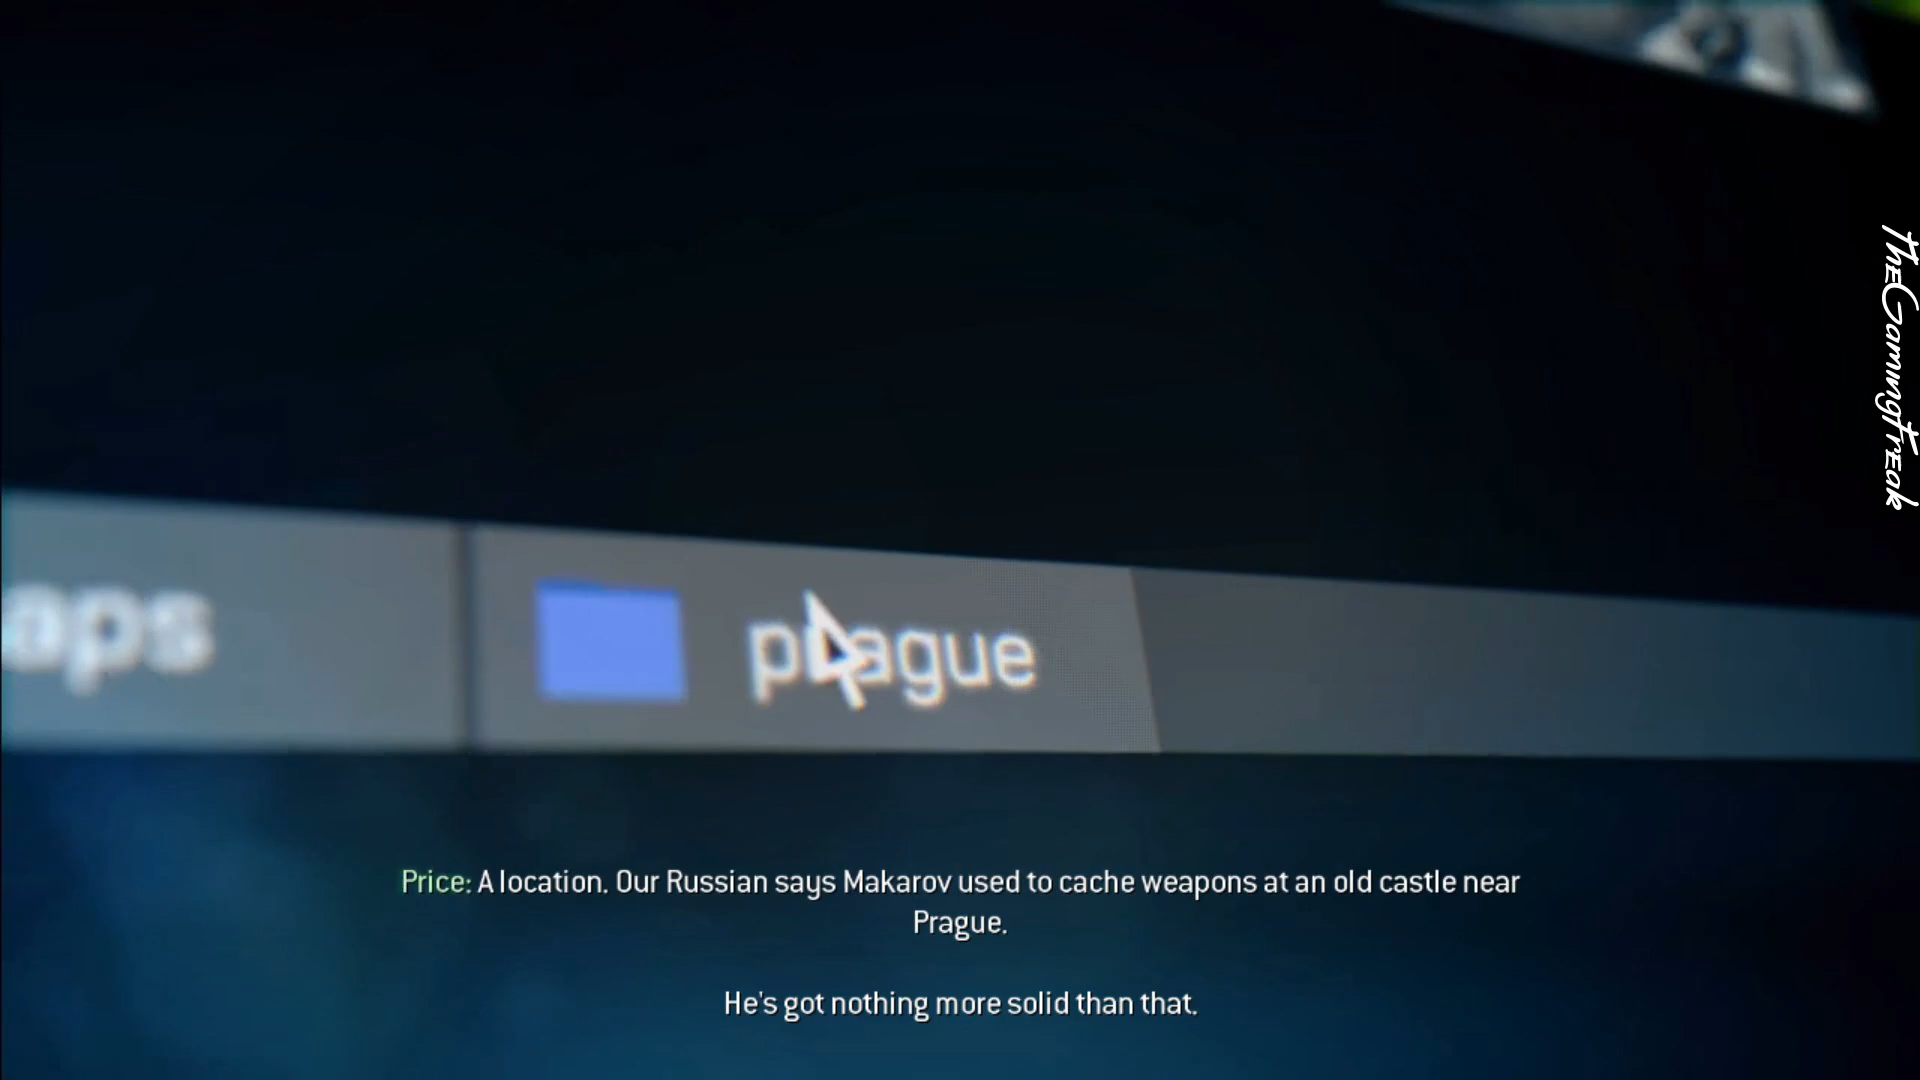 TheGamingFreak
aps
prague
Price: A location. Our Russian says Makarov used to cache weapons at an old castle near
Prague.
He's got nothing more solid than that.